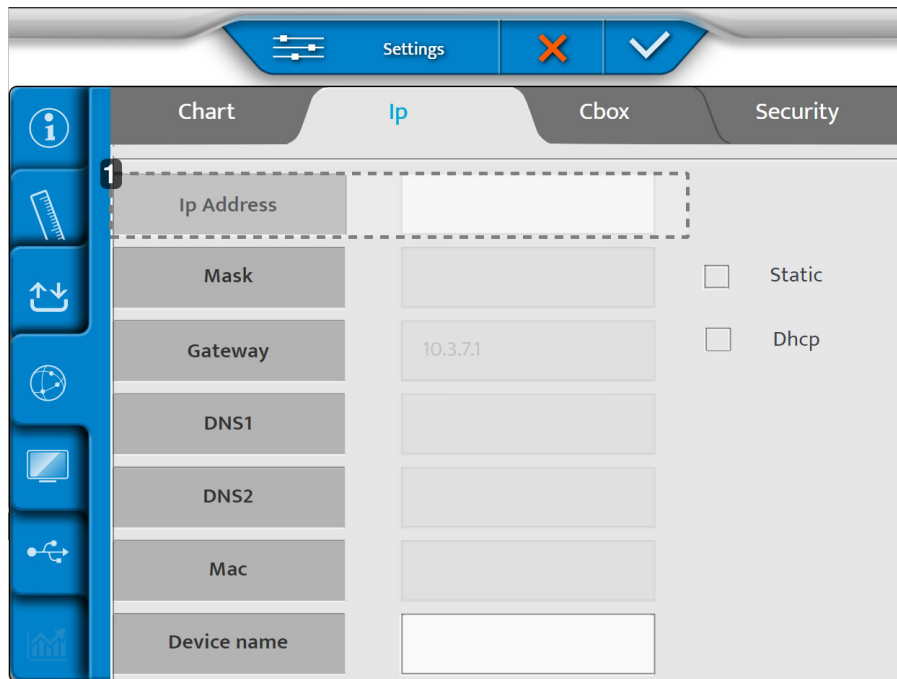 Settings
Chart Ip Cbox Security
1
Ip Address
Mask Static
Gateway 10.3.7.1 Dhcp
DNS1
DNS2
Mac
Device name